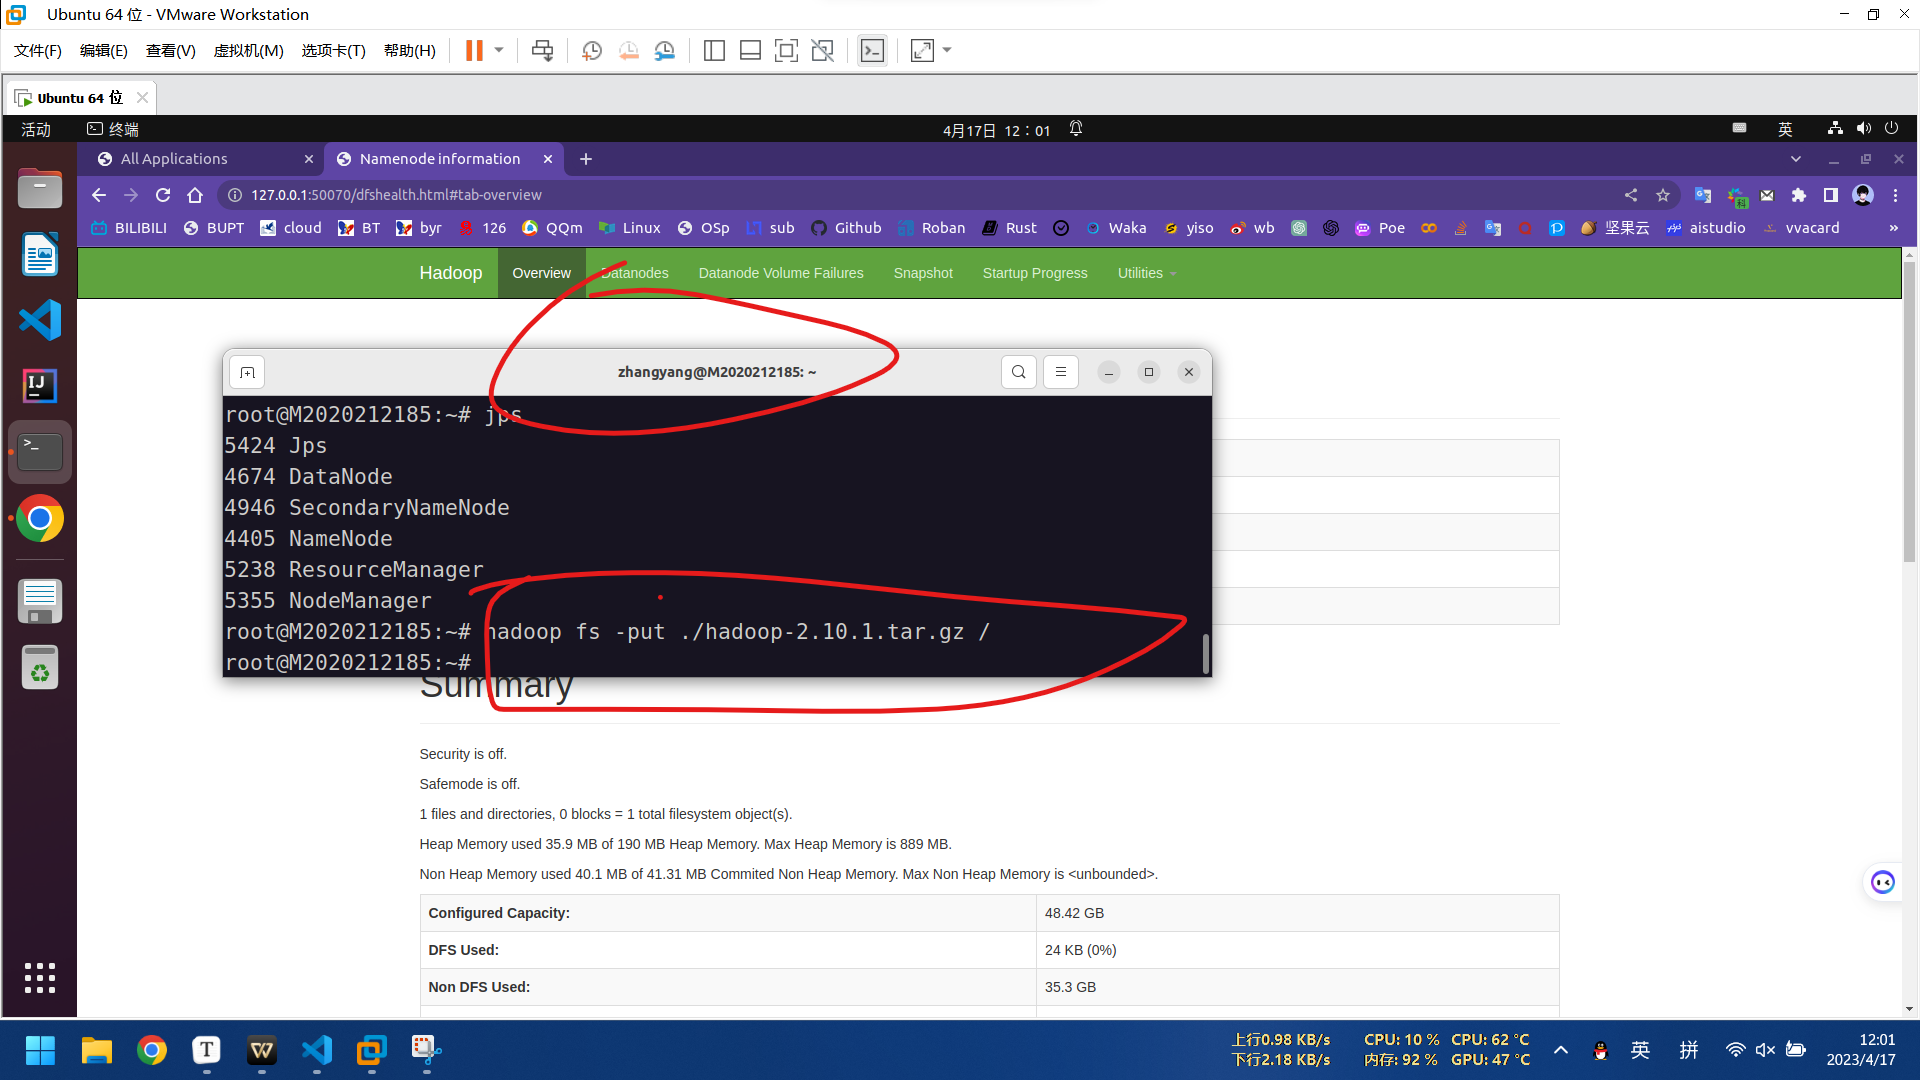 Ubuntu 64 位 - VMware Workstation
文件(F) 编辑(E) 查看(V) 虚拟机(M) 选项卡(T) 帮助(H)
Ubuntu 64 位
活动 终端 4月17日 12：01 英
All Applications Namenode information
127.0.0.1:50070/dfshealth.html#tab-overview
BILIBILI BUPT cloud BT byr 126 QQm Linux OSp sub Github Roban Rust Waka yiso wb Poe 坚果云 aistudio vvacard »
Hadoop Overview Datanodes Datanode Volume Failures Snapshot Startup Progress Utilities
zhangyang@M2020212185: ~
root@M2020212185:~# jps
5424 Jps
4674 DataNode
4946 SecondaryNameNode
4405 NameNode
5238 ResourceManager
5355 NodeManager
root@M2020212185:~# hadoop fs -put ./hadoop-2.10.1.tar.gz /
root@M2020212185:~#
Summary
Security is off.
Safemode is off.
1 files and directories, 0 blocks = 1 total filesystem object(s).
Heap Memory used 35.9 MB of 190 MB Heap Memory. Max Heap Memory is 889 MB.
Non Heap Memory used 40.1 MB of 41.31 MB Commited Non Heap Memory. Max Non Heap Memory is <unbounded>.
Configured Capacity: 48.42 GB
DFS Used: 24 KB (0%)
Non DFS Used: 35.3 GB
上行0.98 KB/s CPU: 10 % CPU: 62 °C 英 拼 12:01
下行2.18 KB/s 内存: 92 % GPU: 47 °C 2023/4/17